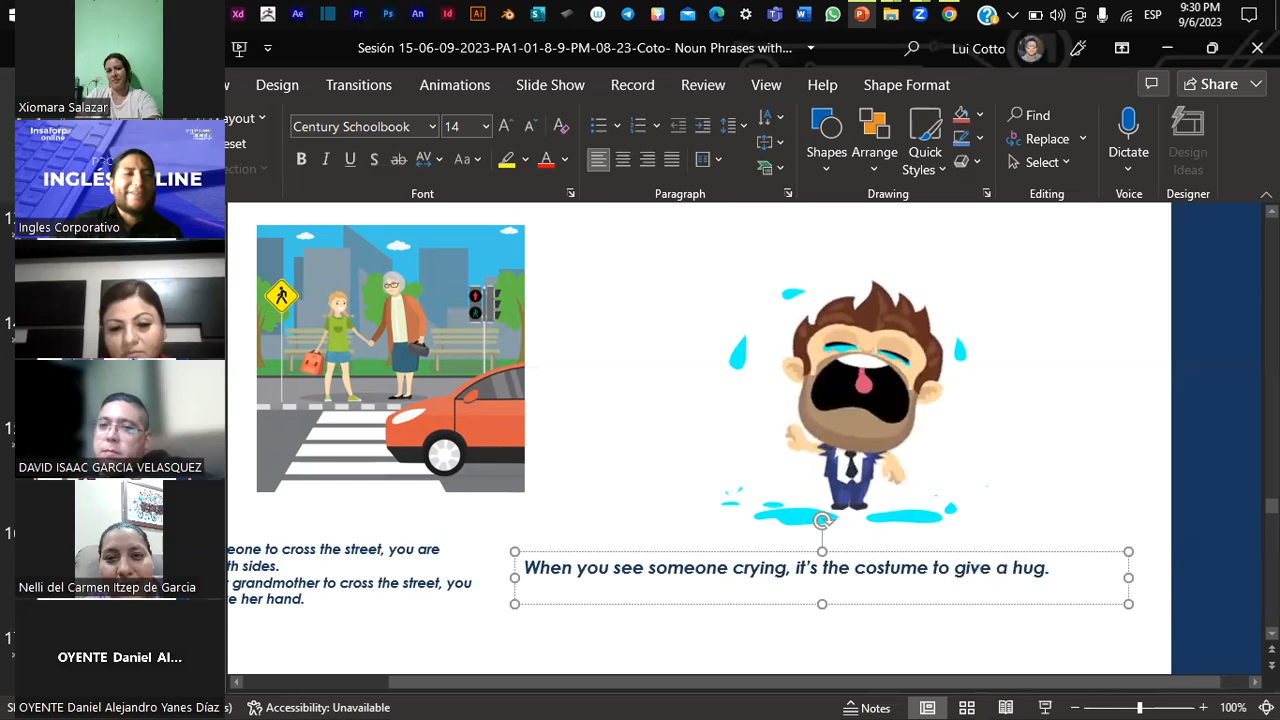 9:30 PM
ESP
9/6/2023
Sesión 15-06-09-2023-PA1-01-8-9-PM-08-23-Coto- Noun Phrases with...
Lui Cotto
Design
Transitions
Animations
Slide Show
Record
Review
View
Help
Shape Format
Share
Century Schoolbook
14
Find
Replace
Select
Shapes
Arrange
Quick
Styles
Dictate
Design
Ideas
Font
Paragraph
Drawing
Editing
Voice
Designer
Xiomara Salazar
Insaforp
online
INGLÉS
LINE
Ingles Corporativo
DAVID ISAAC GARCIA VELASQUEZ
Nelli del Carmen Itzep de Garcia
OYENTE Daniel Al...
OYENTE Daniel Alejandro Yanes Díaz
eone to cross the street, you are
th sides.
grandmother to cross the street, you
e her hand.
When you see someone crying, it's the costume to give a hug.
Accessibility: Unavailable
Notes
100%